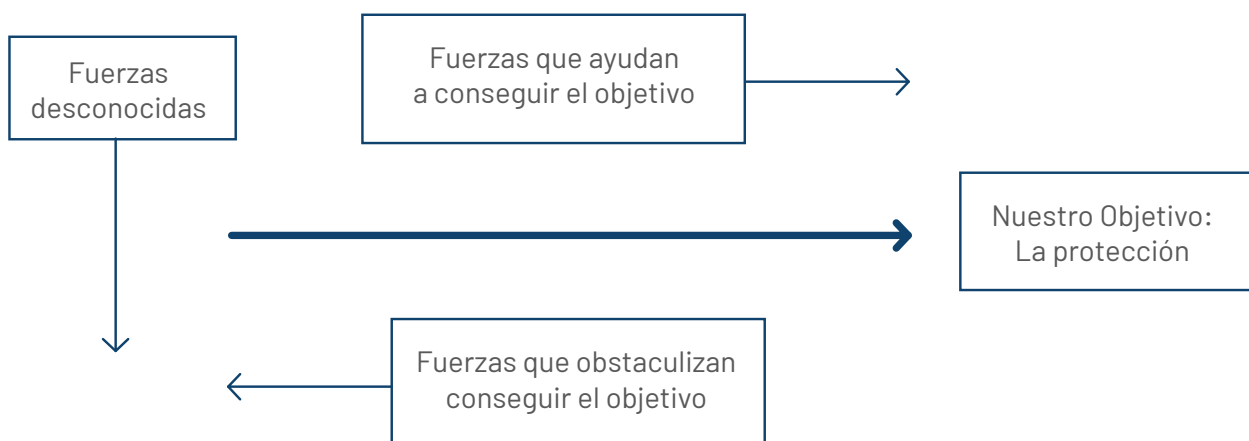 Fuerzas
desconocidas
Fuerzas que ayudan
a conseguir el objetivo
Nuestro Objetivo:
La protección
Fuerzas que obstaculizan
conseguir el objetivo